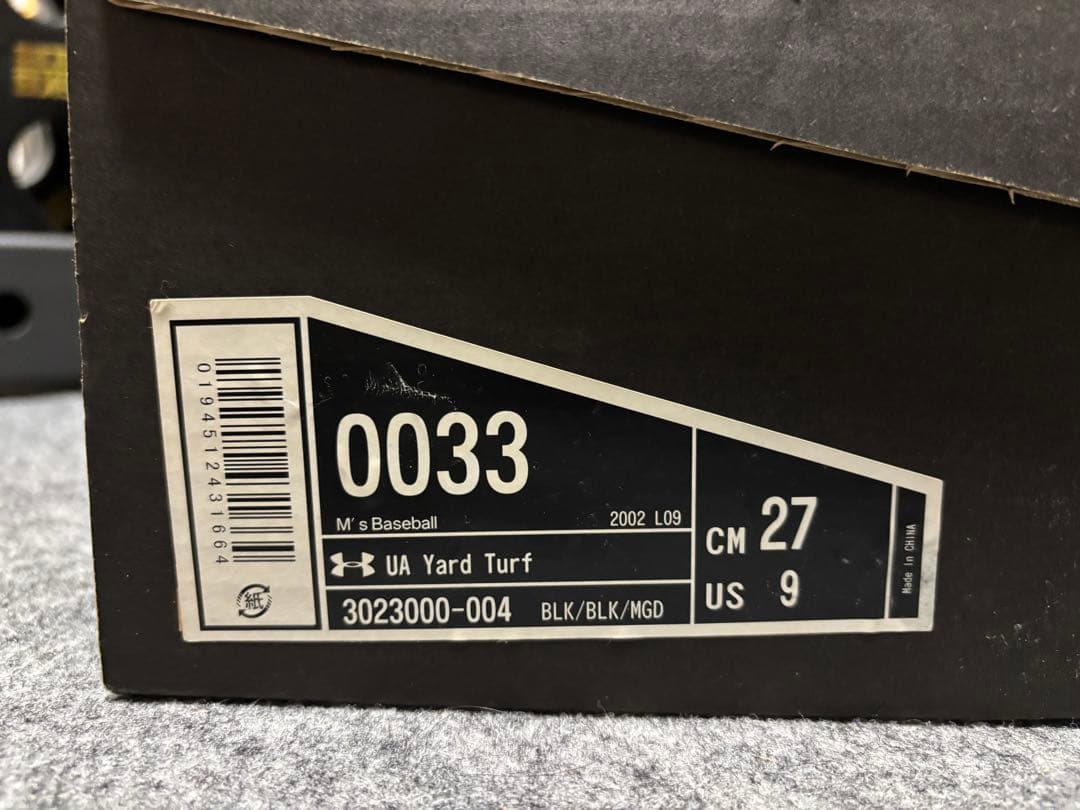 0194512431664
紙
0033
M's Baseball
2002 L09
UA Yard Turf
3023000-004 BLK/BLK/MGD
CM 27
US 9
Made in CHINA